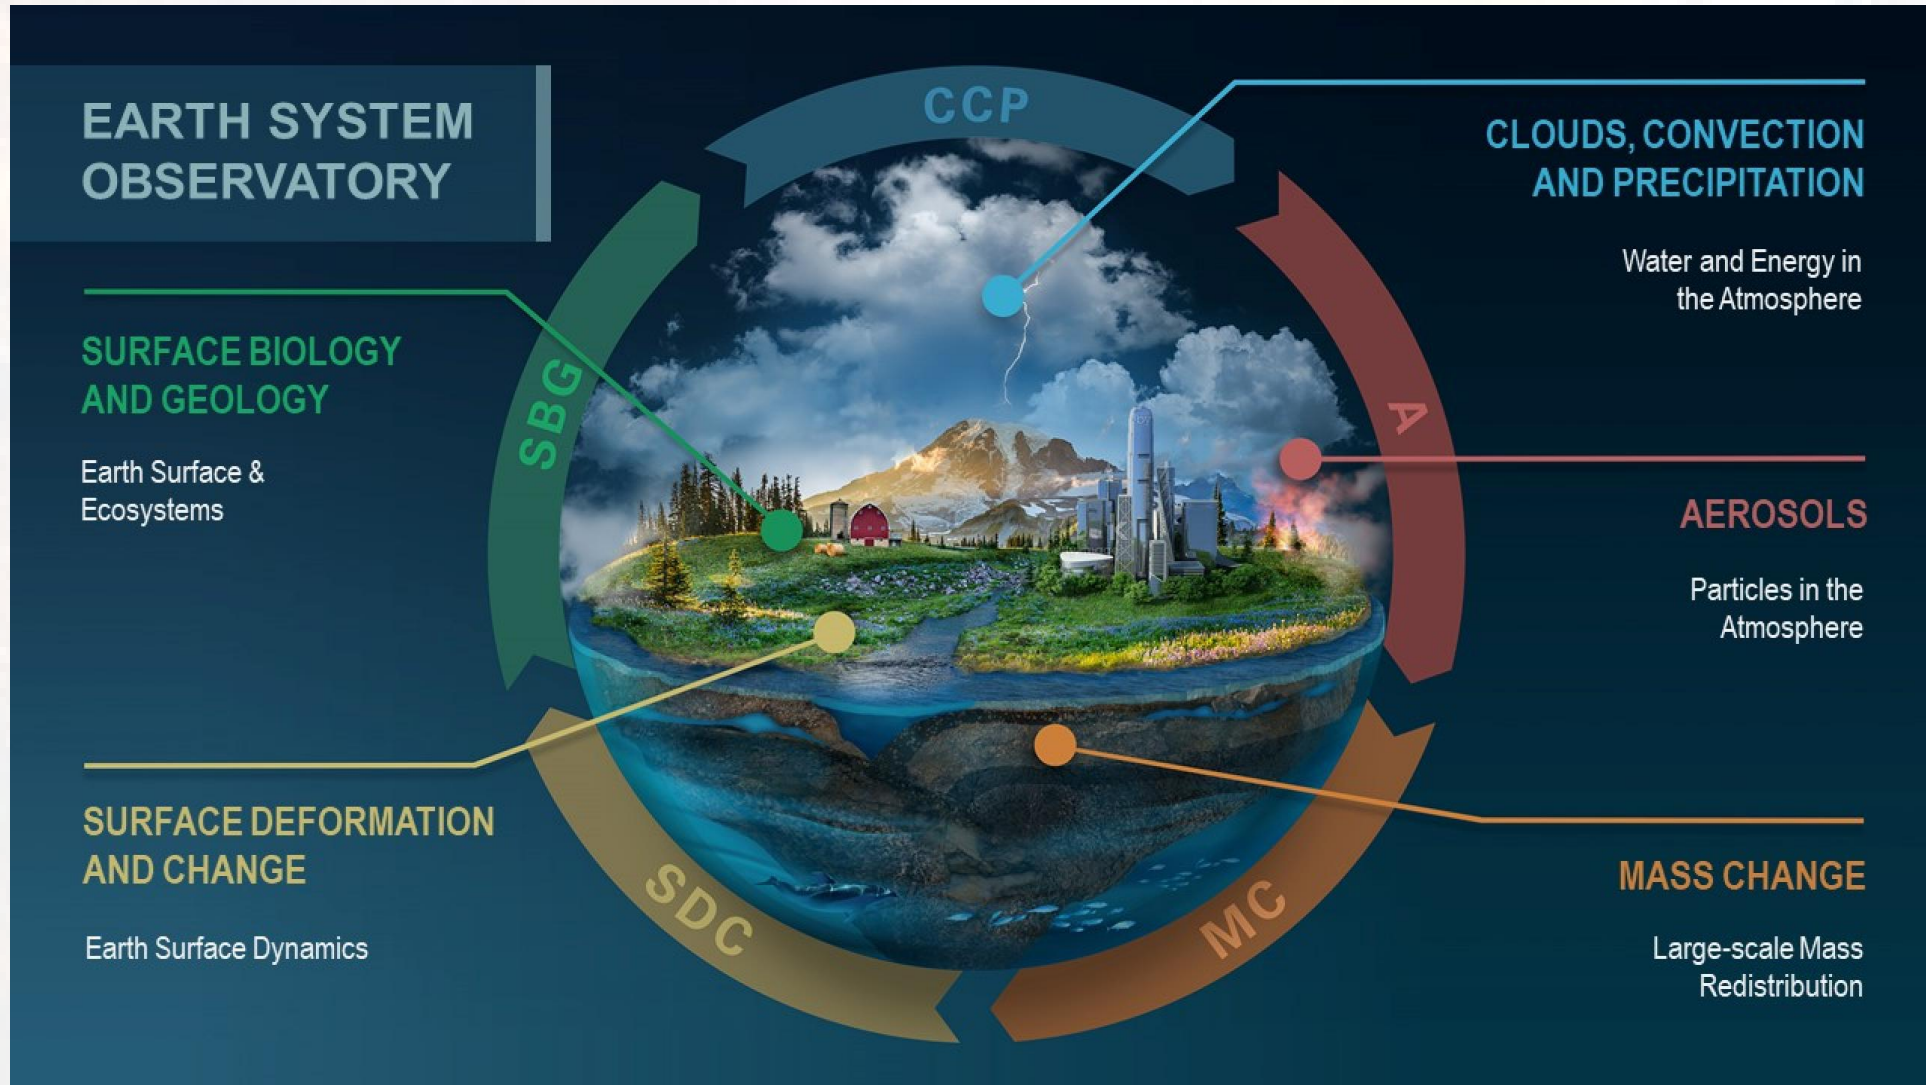 EARTH SYSTEM
OBSERVATORY
CCP
CLOUDS, CONVECTION
AND PRECIPITATION
Water and Energy in
the Atmosphere
SURFACE BIOLOGY
AND GEOLOGY
Earth Surface &
Ecosystems
SBG
A
AEROSOLS
Particles in the
Atmosphere
SURFACE DEFORMATION
AND CHANGE
Earth Surface Dynamics
SDC
MC
MASS CHANGE
Large-scale Mass
Redistribution